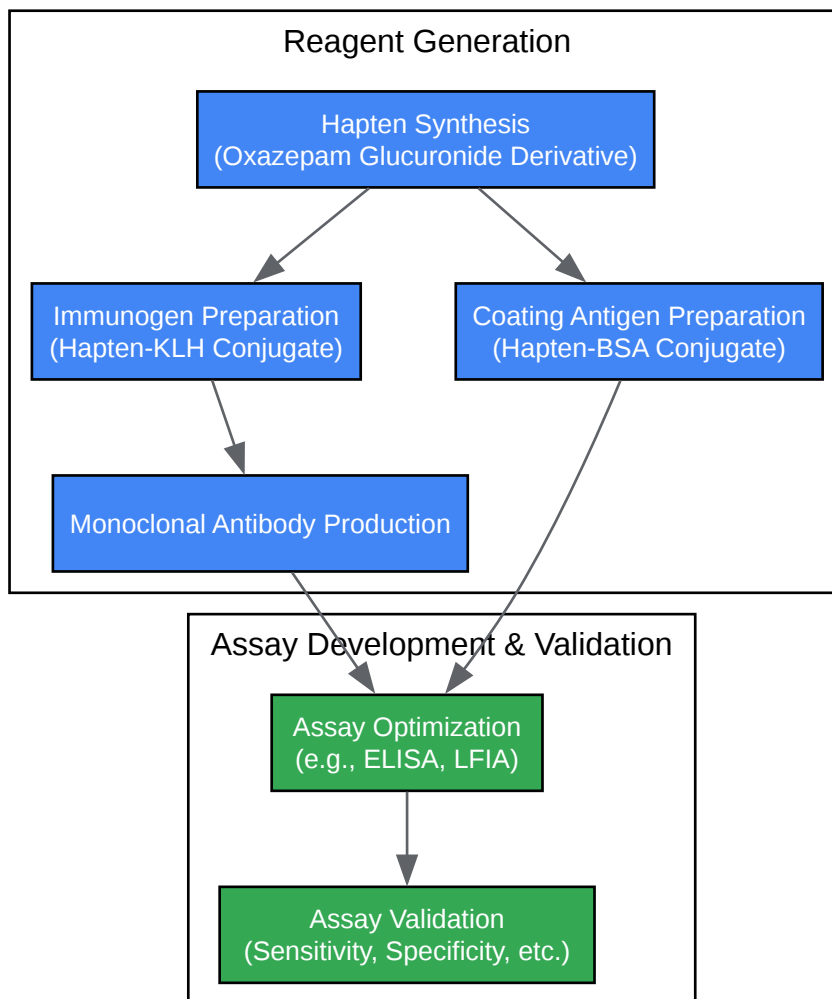 Reagent Generation
Hapten Synthesis
(Oxazepam Glucuronide Derivative)
Immunogen Preparation
(Hapten-KLH Conjugate)
Coating Antigen Preparation
(Hapten-BSA Conjugate)
Monoclonal Antibody Production
Assay Development & Validation
Assay Optimization
(e.g., ELISA, LFIA)
Assay Validation
(Sensitivity, Specificity, etc.)